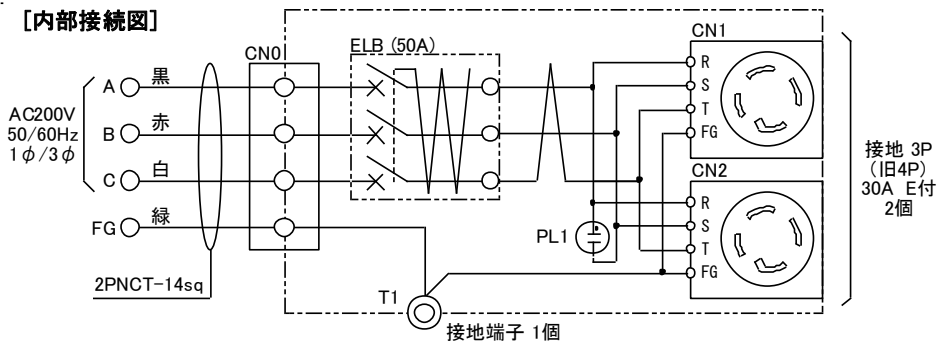 [内部接続図]
CN0
ELB (50A)
CN1
A 黒
B 赤
C 白
FG 緑
AC200V
50/60Hz
1φ/3φ
R
S
T
FG
CN2
R
S
T
FG
PL1
接地 3P
(旧4P)
30A E付
2個
2PNCT-14sq
T1
接地端子 1個